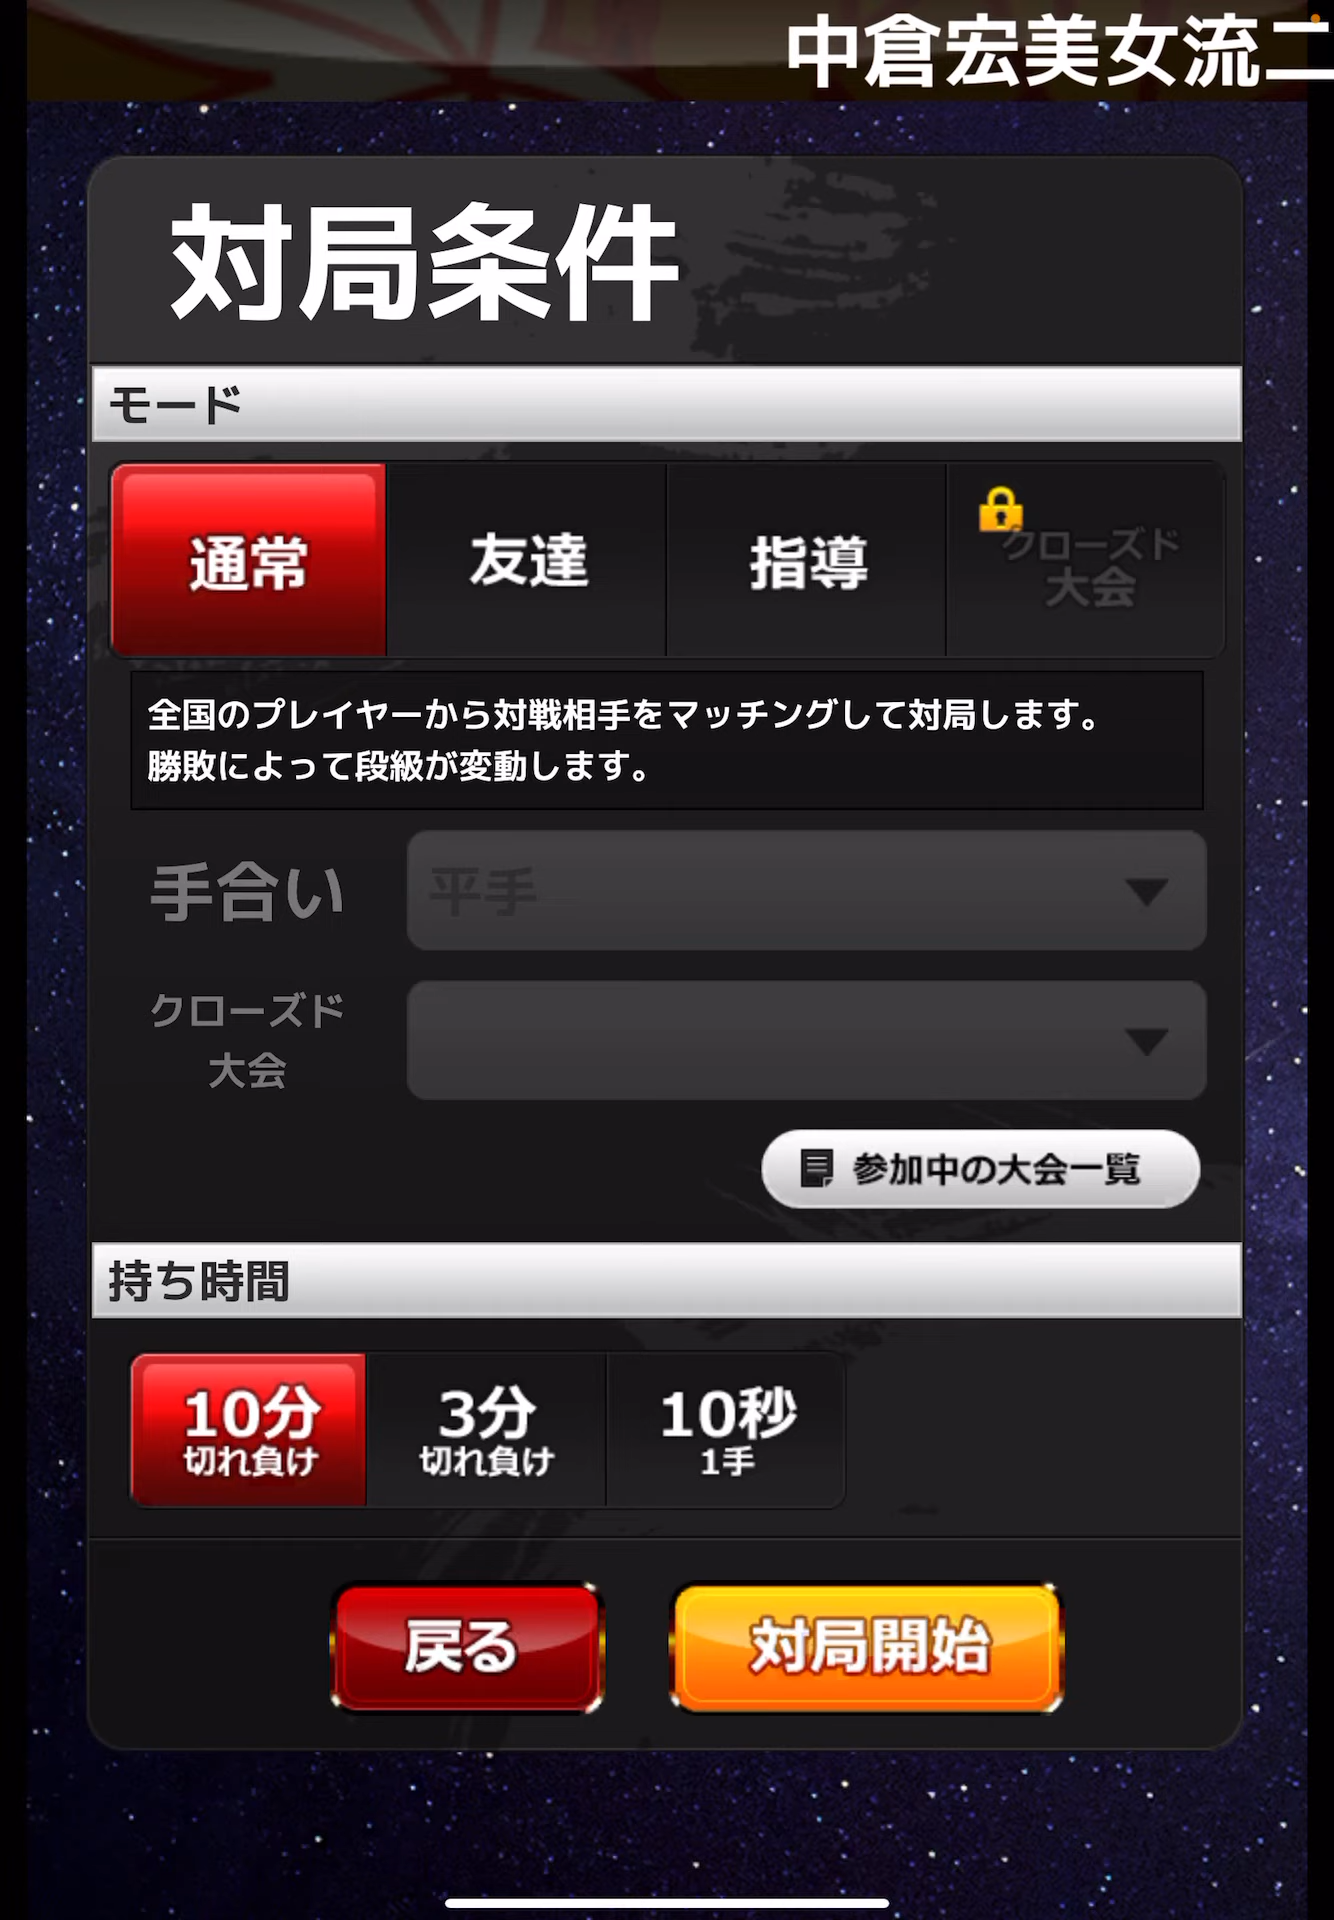 中倉宏美女流二
対局条件
モード
通常
友達
指導
クローズド
大会
全国のプレイヤーから対戦相手をマッチングして対局します。
勝敗によって段級が変動します。
手合い
平手
クローズド
大会
参加中の大会一覧
持ち時間
10分
切れ負け
3分
切れ負け
10秒
1手
戻る
対局開始